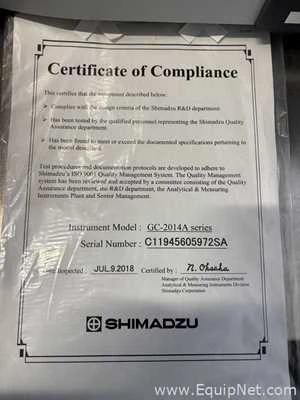 Certificate of Compliance
This certifies that the instrument described below:
Complies with the design criteria of the Shimadzu R&D department.
Has been tested by the qualified personnel representing the Shimadzu Quality
Assurance department.
Has been found to meet or exceed the documented specifications pertaining
to the model described.
Test procedures and documentation protocols are developed to adhere to
Shimadzu's ISO 9001 Quality Management System. The Quality Management
system has been reviewed and accepted by a committee consisting of the Quality
Assurance department, the R&D department, the Analytical & Measuring
Instruments Plant and Senior Management.
Instrument Model : GC-2014A series
Serial Number : C11945605972SA
Inspected : JUL.9.2018 Certified by :
Manager of Quality Assurance Department
Analytical & Measuring Instruments Division
Shimadzu Corporation
SHIMADZU
www.EquipNet.com